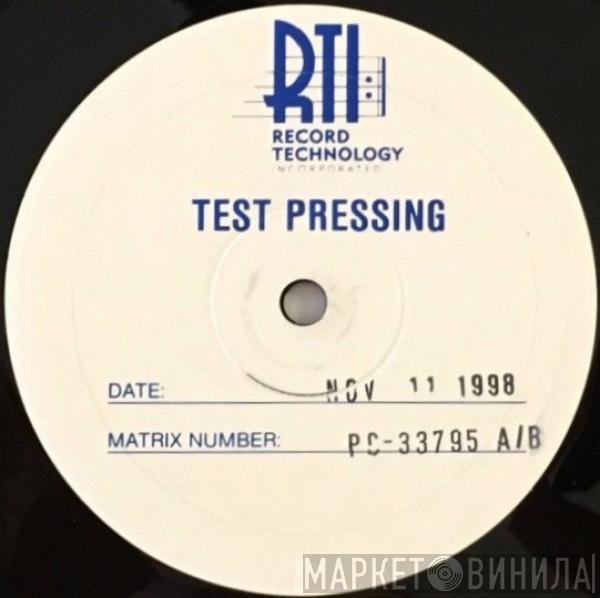 RTI
RECORD
TECHNOLOGY
INCORPORATED
TEST PRESSING
DATE: NOV 11 1998
MATRIX NUMBER: PC-33795 A/B
МАРКЕТ ВИНИЛА